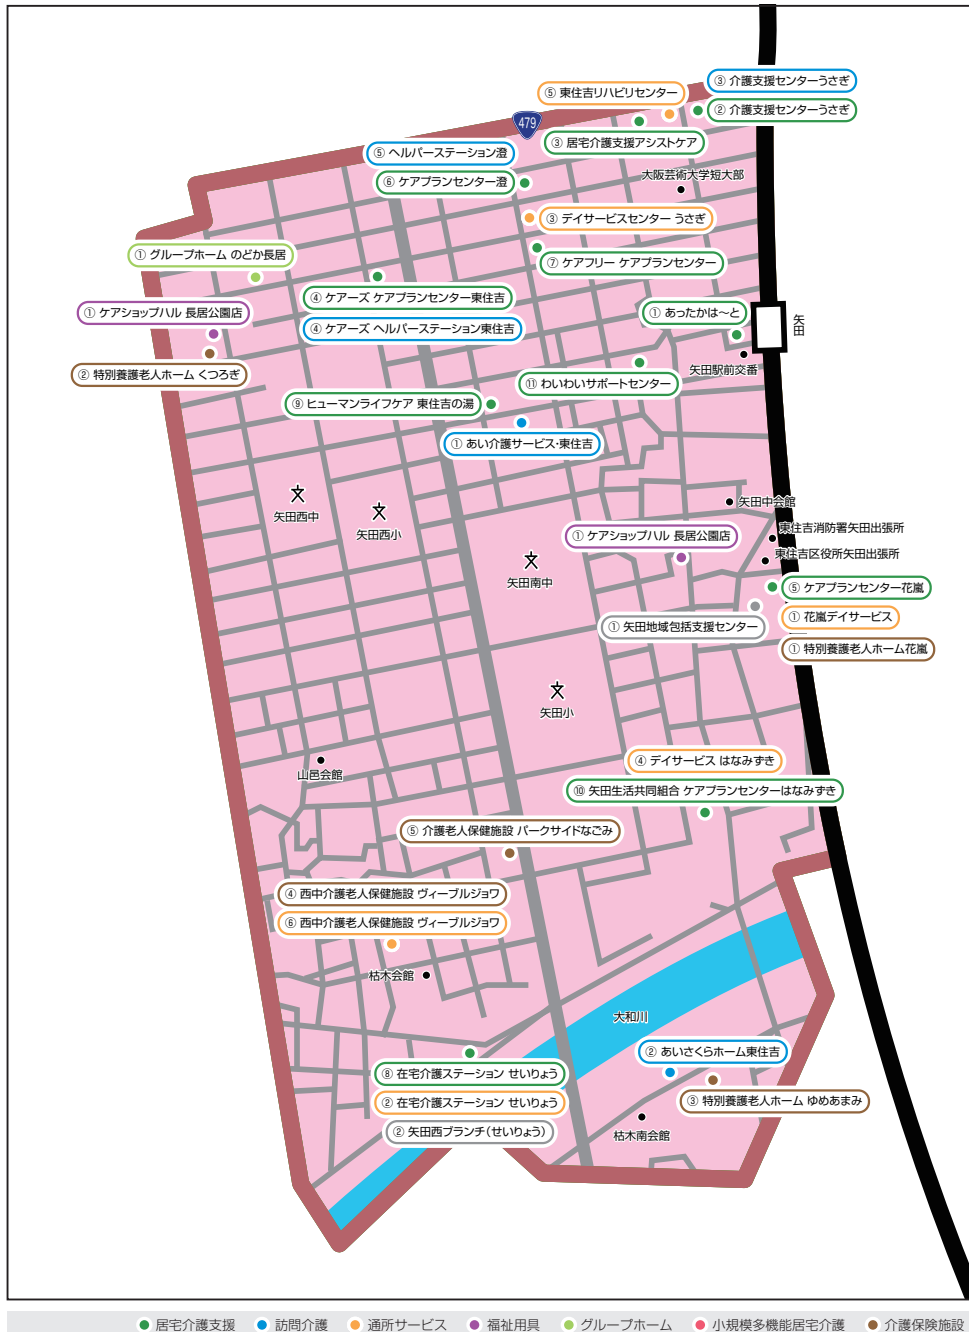 ③ 介護支援センターうさぎ
⑤ 東住吉リハビリセンター
② 介護支援センターうさぎ
479
③ 居宅介護支援アシストケア
⑤ ヘルパーステーション澄
大阪芸術大学短大部
⑥ ケアプランセンター澄
③ デイサービスセンター うさぎ
① グループホーム のどか長居
⑦ ケアフリー ケアプランセンター
④ ケアーズ ケアプランセンター東住吉
① ケアショップハル 長居公園店
① あったかは〜と
矢田
④ ケアーズ ヘルパーステーション東住吉
矢田駅前交番
② 特別養護老人ホーム くつろぎ
⑪ わいわいサポートセンター
⑨ ヒューマンライフケア 東住吉の湯
① あい介護サービス・東住吉
矢田中会館
矢田西中
矢田西小
東住吉消防署矢田出張所
① ケアショップハル 長居公園店
東住吉区役所矢田出張所
矢田南中
⑤ ケアプランセンター花嵐
① 花嵐デイサービス
① 矢田地域包括支援センター
① 特別養護老人ホーム花嵐
矢田小
④ デイサービス はなみずき
山邑会館
⑩ 矢田生活共同組合 ケアプランセンターはなみずき
⑤ 介護老人保健施設 パークサイドなごみ
④ 西中介護老人保健施設 ヴィーブルジョワ
⑥ 西中介護老人保健施設 ヴィーブルジョワ
枯木会館
大和川
② あいさくらホーム東住吉
⑧ 在宅介護ステーション せいりょう
③ 特別養護老人ホーム ゆめあまみ
② 在宅介護ステーション せいりょう
② 矢田西ブランチ(せいりょう)
枯木南会館
居宅介護支援 訪問介護 通所サービス 福祉用具 グループホーム 小規模多機能居宅介護 介護保険施設